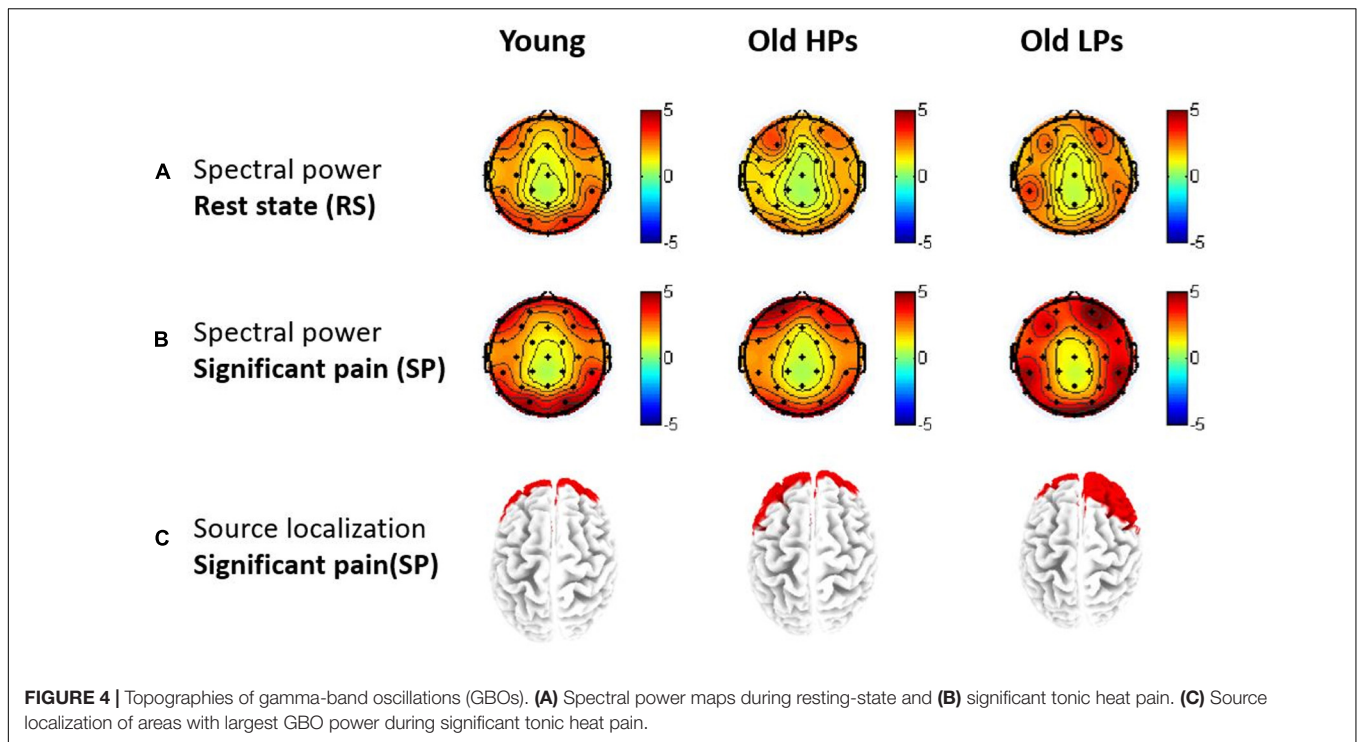 Young Old HPs Old LPs
A Spectral power
Rest state (RS)
5 0 -5
5 0 -5
5 0 -5
B Spectral power
Significant pain (SP)
5 0 -5
5 0 -5
5 0 -5
C Source localization
Significant pain(SP)
FIGURE 4 | Topographies of gamma-band oscillations (GBOs). (A) Spectral power maps during resting-state and (B) significant tonic heat pain. (C) Source
localization of areas with largest GBO power during significant tonic heat pain.